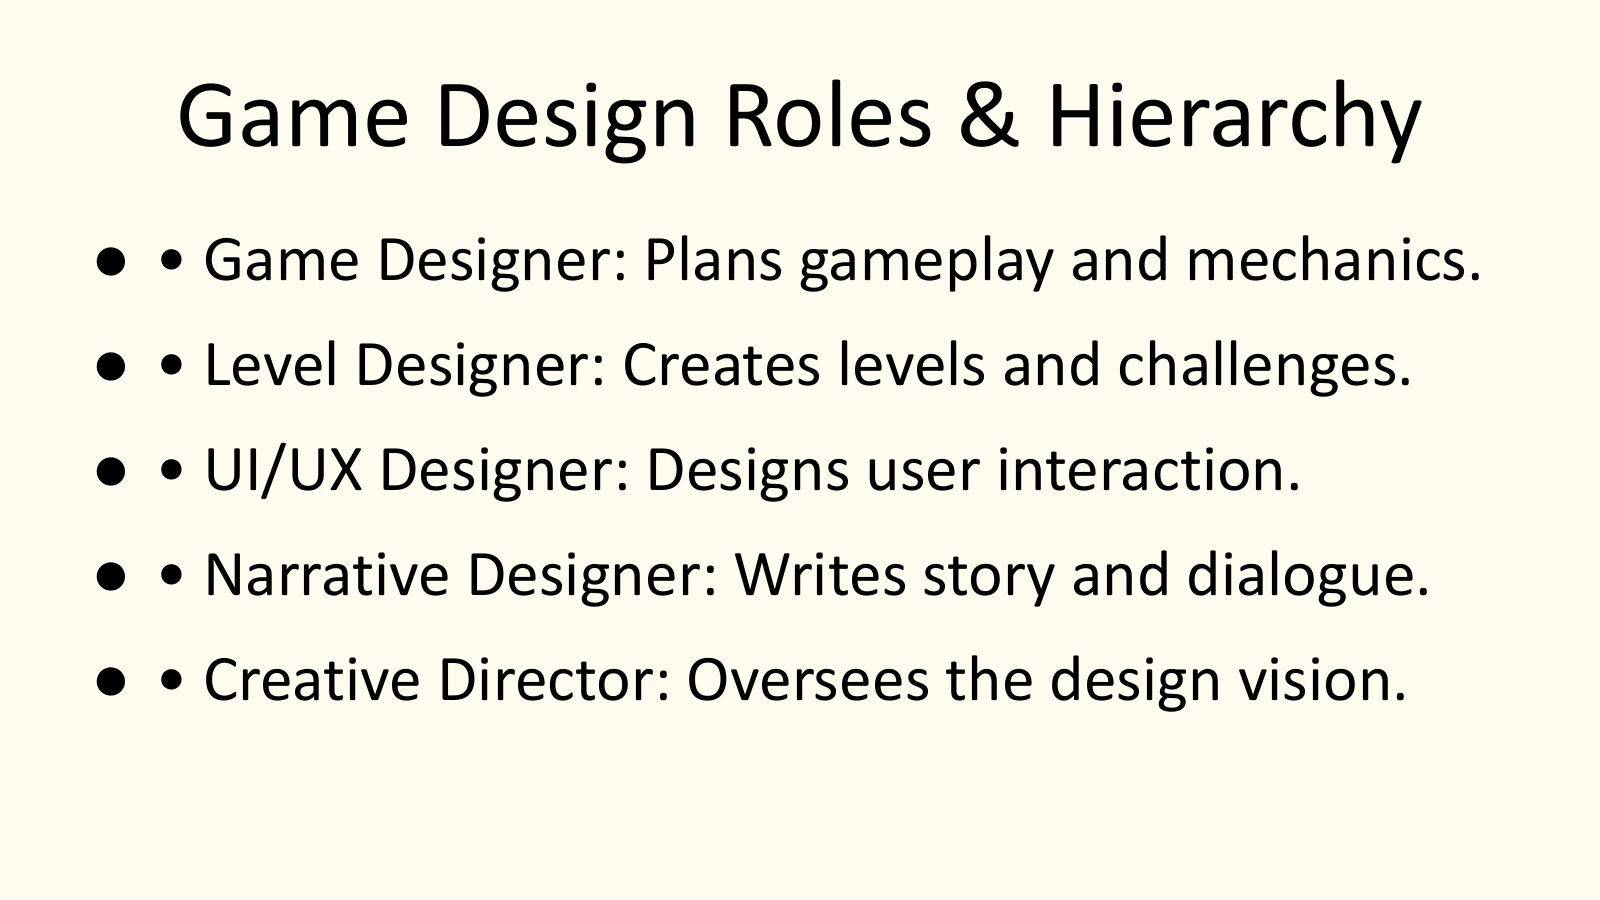 Game Design Roles & Hierarchy
● • Game Designer: Plans gameplay and mechanics.
● • Level Designer: Creates levels and challenges.
● • UI/UX Designer: Designs user interaction.
● • Narrative Designer: Writes story and dialogue.
● • Creative Director: Oversees the design vision.